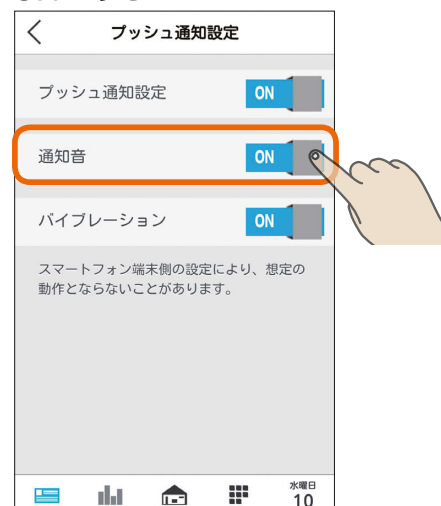 プッシュ通知設定
プッシュ通知設定 ON
通知音 ON
バイブレーション ON
スマートフォン端末側の設定により、想定の
動作とならないことがあります。
水曜日
10